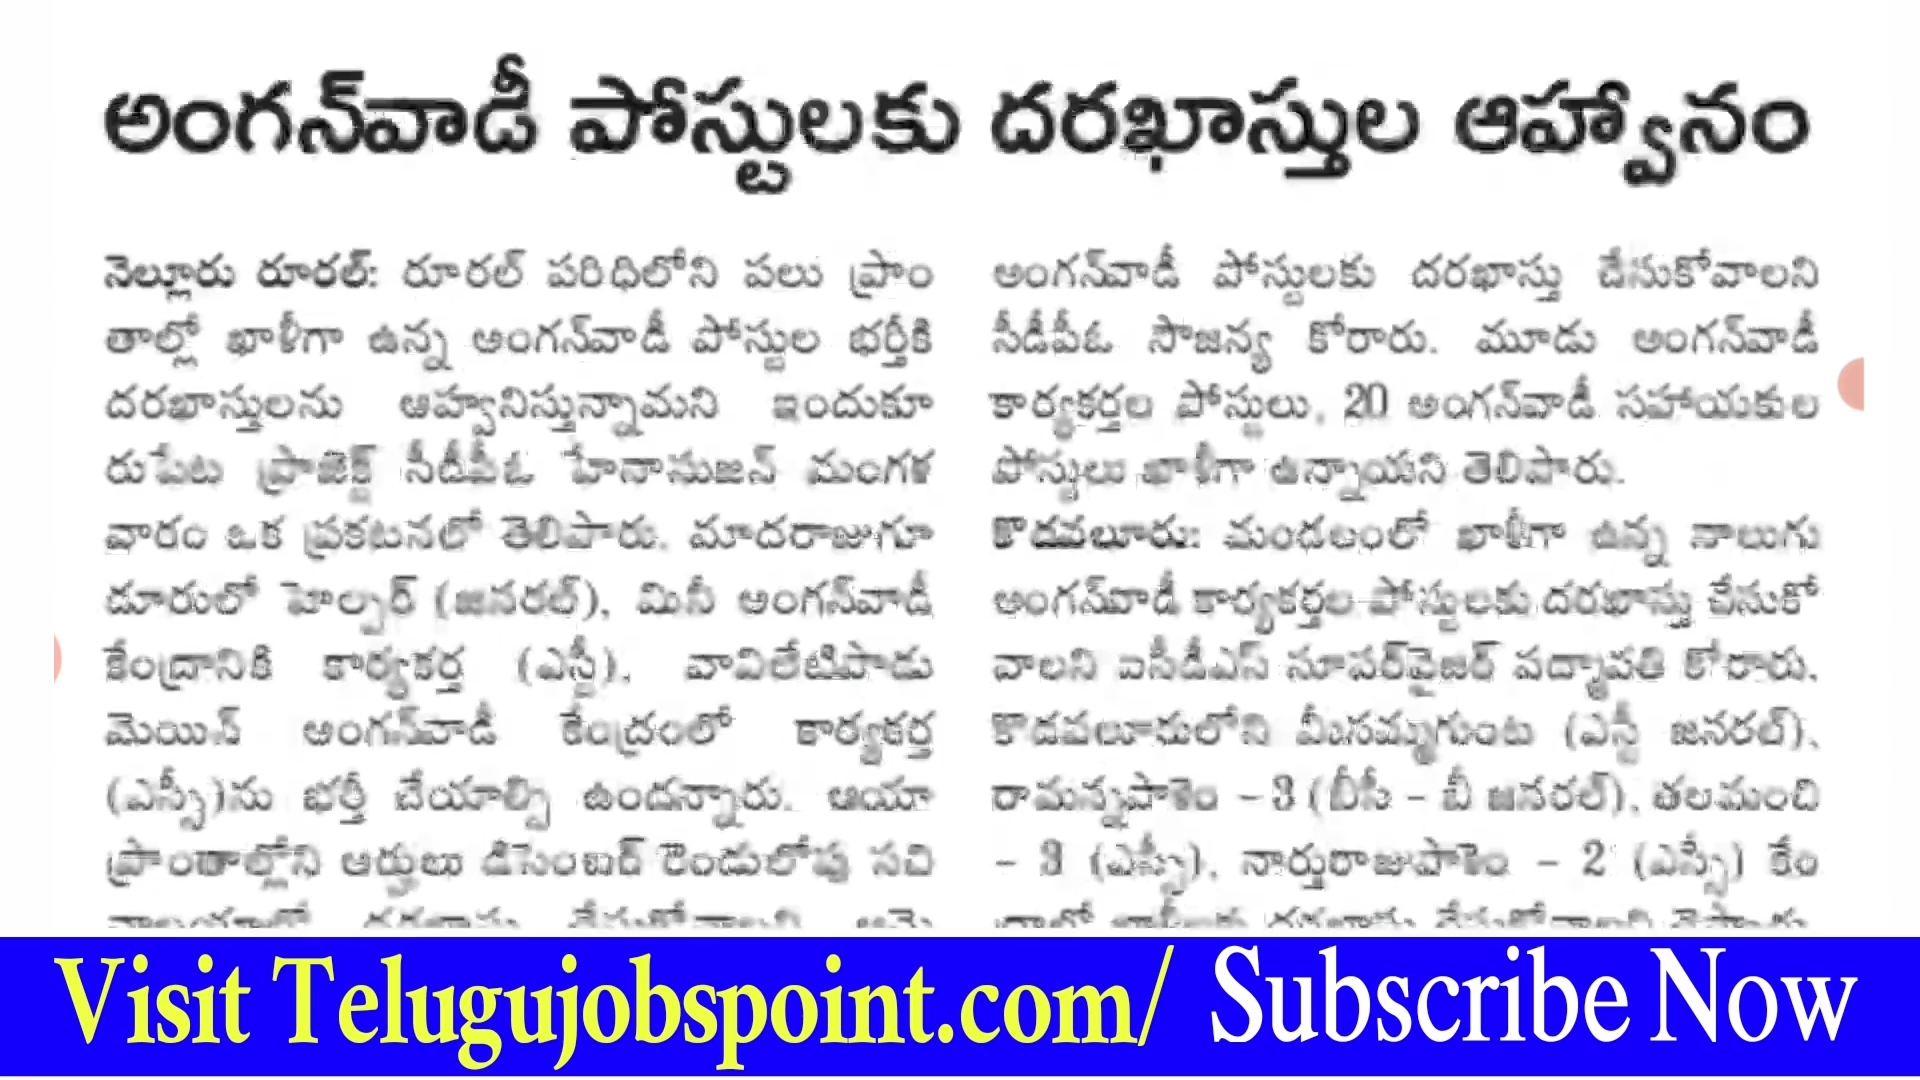 అంగన్‌వాడీ పోస్టులకు దరఖాస్తుల ఆహ్వానం
నెల్లూరు రూరల్: రూరల్ పరిధిలోని పలు ప్రాం
తాల్లో ఖాళీగా ఉన్న అంగన్‌వాడీ పోస్టుల భర్తీకి
దరఖాస్తులను ఆహ్వనిస్తున్నామని ఇందుకూ
రుపేట ప్రాజెక్ట్ సీడీపీఓ మంగళ
వారం ఒక ప్రకటనలో తెలిపారు. మాదరాజుగూ
డూరులో హెల్పర్ (జనరల్), మినీ అంగన్‌వాడీ
కేంద్రానికి కార్యకర్త (ఎస్టీ), వావిలేటిపాడు
మెయిన్ అంగన్‌వాడీ కేంద్రంలో కార్యకర్త
(ఎస్సీ)ను భర్తీ చేయాల్సి ఉందన్నారు. ఆయా
ప్రాంతాల్లోని అర్హులు డిసెంబర్ రెండులోపు సచి
అంగన్‌వాడీ పోస్టులకు దరఖాస్తు చేసుకోవాలని
సీడీపీఓ సౌజన్య కోరారు. మూడు అంగన్‌వాడీ
కార్యకర్తల పోస్టులు, 20 అంగన్‌వాడీ సహాయకుల
పోస్టులు ఖాళీగా ఉన్నాయని తెలిపారు.
కొడవలూరు: మండలంలో ఖాళీగా ఉన్న నాలుగు
అంగన్‌వాడీ కార్యకర్తల పోస్టులకు దరఖాస్తు చేసుకో
వాలని ఐసీడీఎస్ సూపర్‌వైజర్ పద్మావతి కోరారు.
కొడవలూరులోని మీసమ్మగుంట (ఎస్టీ జనరల్),
రామన్నపాళెం – 3 (బీసీ – బీ జనరల్), తలమంచి
– 3 (ఎస్సీ), నార్తురాజుపాళెం – 2 (ఎస్సీ) కేం
Visit Telugujobspoint.com/ Subscribe Now